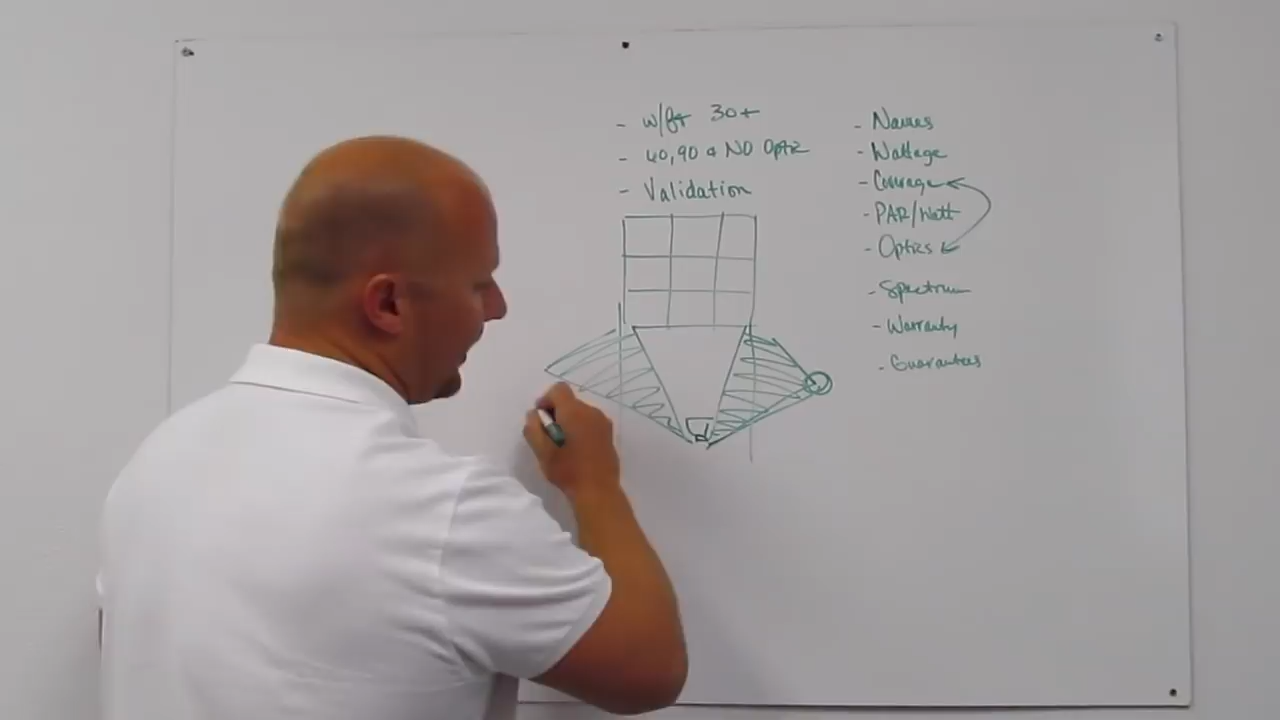 - w/ft 30+
- 40,90 & NO Optic
- Validation
- Names
- Wattage
- Coverage
- PAR/Watt
- Optics
- Spectrum
- Warranty
- Guarantees